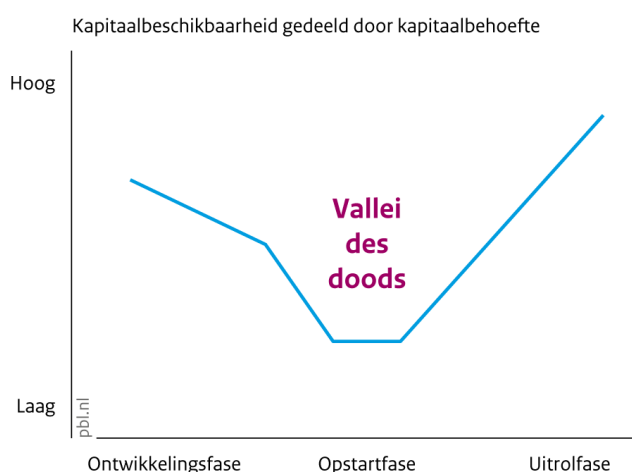 Kapitaalbeschikbaarheid gedeeld door kapitaalbehoefte
Hoog
Vallei
des
doods
Laag
pbl.nl
Ontwikkelingsfase
Opstartfase
Uitrolfase